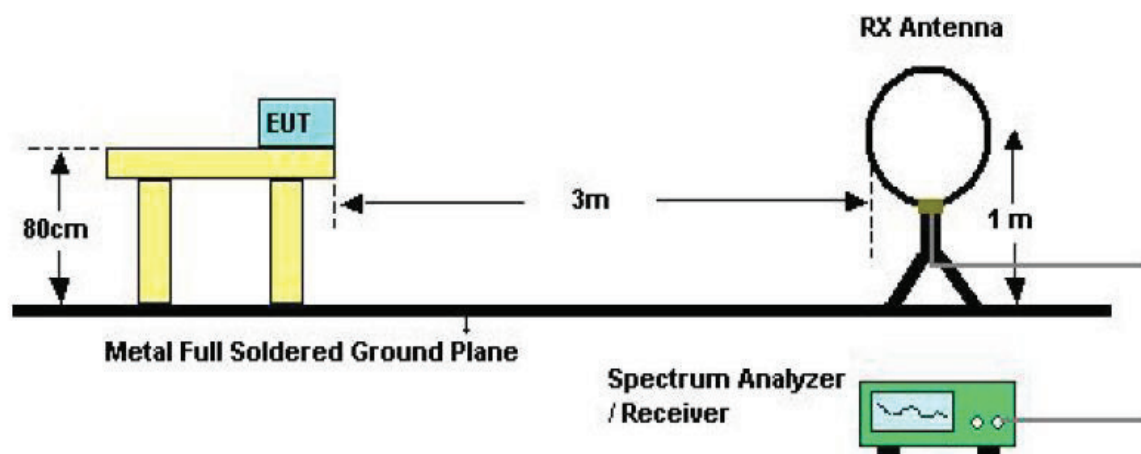 RX Antenna
EUT
80cm
3m
1 m
Metal Full Soldered Ground Plane
Spectrum Analyzer
/ Receiver